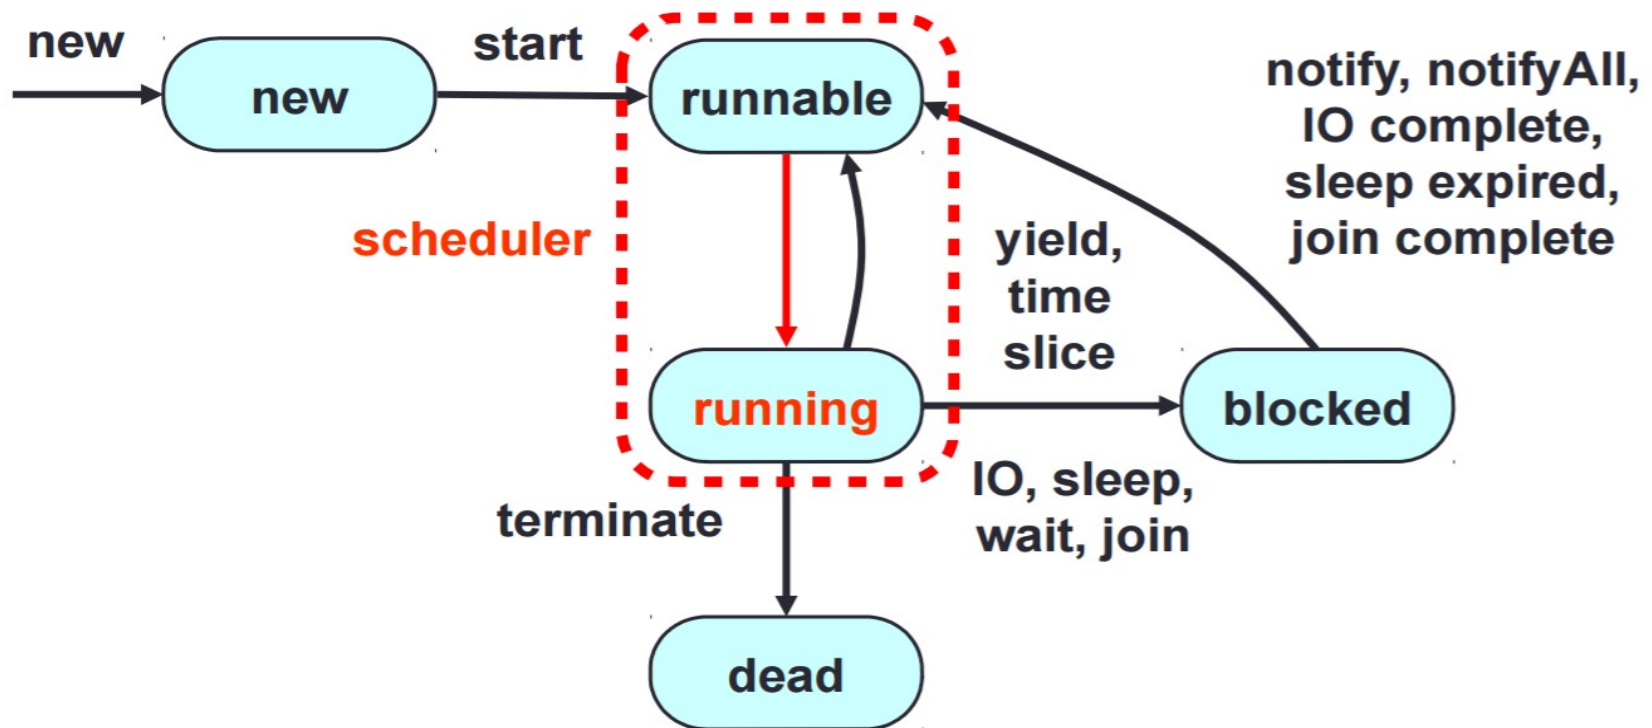 new
new
start
runnable
notify, notifyAll,
IO complete,
sleep expired,
join complete
scheduler
yield,
time
slice
running
blocked
IO, sleep,
wait, join
terminate
dead